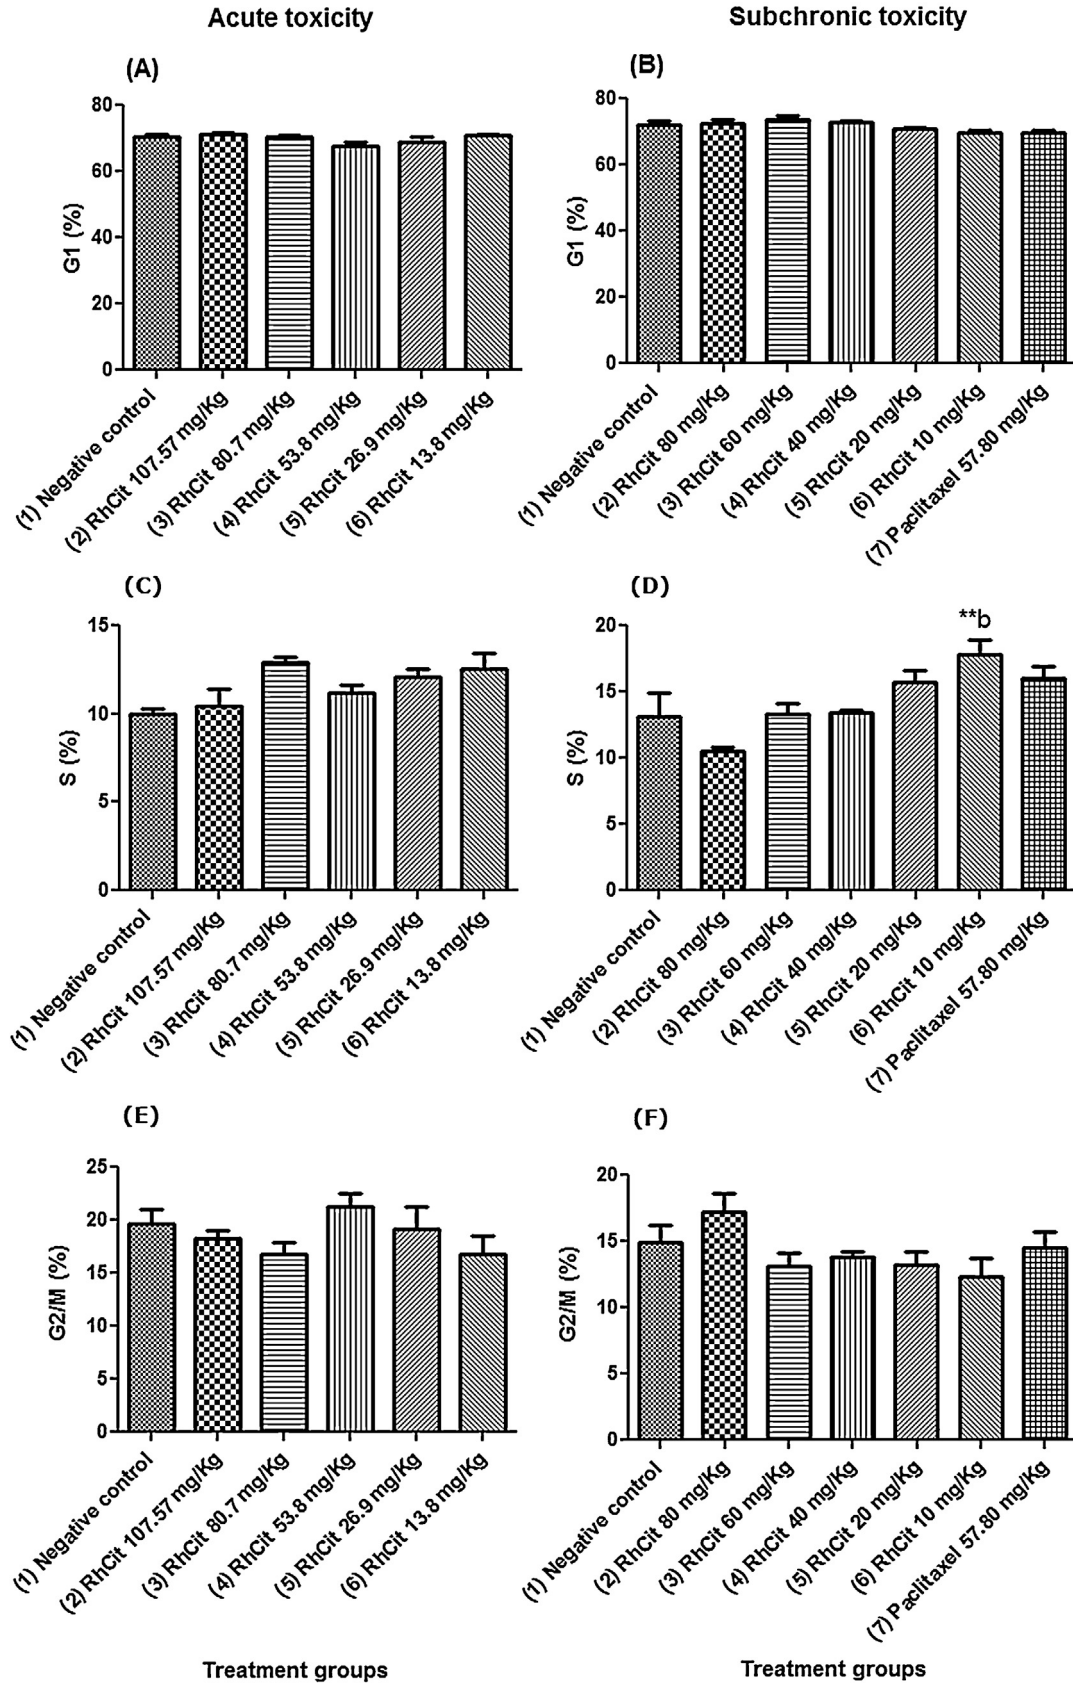 Acute toxicity
Subchronic toxicity
(A)
80
60
40
20
0
G1 (%)
(1) Negative control
(2) RhCit 107.57 mg/Kg
(3) RhCit 80.7 mg/Kg
(4) RhCit 53.8 mg/Kg
(5) RhCit 26.9 mg/Kg
(6) RhCit 13.8 mg/Kg
(B)
80
60
40
20
0
G1 (%)
(1) Negative control
(2) RhCit 80 mg/Kg
(3) RhCit 60 mg/Kg
(4) RhCit 40 mg/Kg
(5) RhCit 20 mg/Kg
(6) RhCit 10 mg/Kg
(7) Paclitaxel 57.80 mg/Kg
(C)
15
10
5
0
S (%)
(1) Negative control
(2) RhCit 107.57 mg/Kg
(3) RhCit 80.7 mg/Kg
(4) RhCit 53.8 mg/Kg
(5) RhCit 26.9 mg/Kg
(6) RhCit 13.8 mg/Kg
(D)
20
15
10
5
0
S (%)
**b
(1) Negative control
(2) RhCit 80 mg/Kg
(3) RhCit 60 mg/Kg
(4) RhCit 40 mg/Kg
(5) RhCit 20 mg/Kg
(6) RhCit 10 mg/Kg
(7) Paclitaxel 57.80 mg/Kg
(E)
25
20
15
10
5
0
G2/M (%)
(1) Negative control
(2) RhCit 107.57 mg/Kg
(3) RhCit 80.7 mg/Kg
(4) RhCit 53.8 mg/Kg
(5) RhCit 26.9 mg/Kg
(6) RhCit 13.8 mg/Kg
Treatment groups
(F)
20
15
10
5
0
G2/M (%)
(1) Negative control
(2) RhCit 80 mg/Kg
(3) RhCit 60 mg/Kg
(4) RhCit 40 mg/Kg
(5) RhCit 20 mg/Kg
(6) RhCit 10 mg/Kg
(7) Paclitaxel 57.80 mg/Kg
Treatment groups